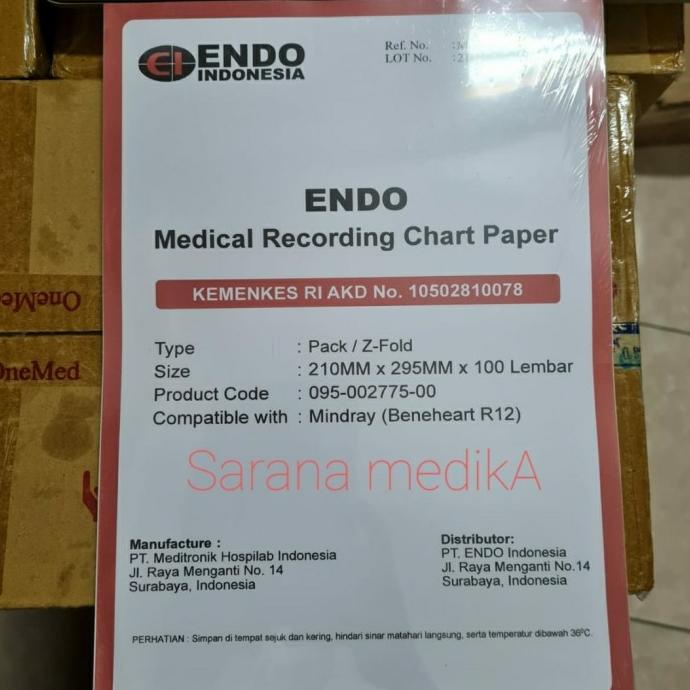 ENDO
INDONESIA
Ref. No.
LOT No.
ENDO
Medical Recording Chart Paper
KEMENKES RI AKD No. 10502810078
Type : Pack / Z-Fold
Size : 210MM x 295MM x 100 Lembar
Product Code : 095-002775-00
Compatible with : Mindray (Beneheart R12)
Sarana medikA
Manufacture :
PT. Meditronik Hospilab Indonesia
Jl. Raya Menganti No. 14
Surabaya, Indonesia
Distributor:
PT. ENDO Indonesia
Jl. Raya Menganti No.14
Surabaya, Indonesia
PERHATIAN : Simpan di tempat sejuk dan kering, hindari sinar matahari langsung, serta temperatur dibawah 36ºC.
OneMed
OneMed